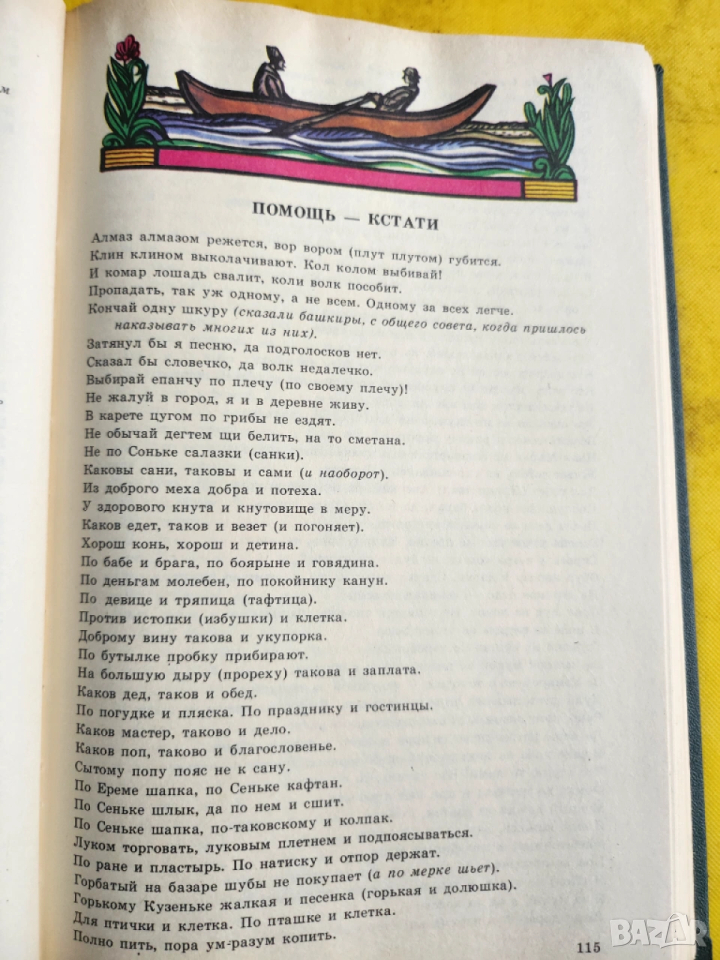 м
ь
ПОМОЩЬ — КСТАТИ
Алмаз алмазом режется, вор вором (плут плутом) губится.
Клин клином выколачивают. Кол колом выбивай!
И комар лошадь свалит, коли волк пособит.
Пропадать, так уж одному, а не всем. Одному за всех легче.
Кончай одну шкуру (сказали башкиры, с общего совета, когда пришлось
наказывать многих из них).
Затянул бы я песню, да подголосков нет.
Сказал бы словечко, да волк недалечко.
Выбирай епанчу по плечу (по своему плечу)!
Не жалуй в город, я и в деревне живу.
В карете цугом по грибы не ездят.
Не обычай дегтем щи белить, на то сметана.
Не по Соньке салазки (санки).
Каковы сани, таковы и сами (и наоборот).
Из доброго меха добра и потеха.
У здорового кнута и кнутовище в меру.
Каков едет, таков и везет (и погоняет).
Хорош конь, хорош и детина.
По бабе и брага, по боярыне и говядина.
По деньгам молебен, по покойнику канун.
По девице и тряпица (тафтица).
Против истопки (избушки) и клетка.
Доброму вину такова и укупорка.
По бутылке пробку прибирают.
На большую дыру (прореху) такова и заплата.
Каков дед, таков и обед.
По погудке и пляска. По празднику и гостинцы.
Каков мастер, таково и дело.
Каков поп, таково и благословенье.
Сытому попу пояс не к сану.
По Ереме шапка, по Сеньке кафтан.
По Сеньке шлык, да по нем и сшит.
По Сеньке шапка, по-таковскому и колпак.
Луком торговать, луковым плетнем и подпоясываться.
По ране и пластырь. По натиску и отпор держат.
Горбатый на базаре шубы не покупает (а по мерке шьет).
Горькому Кузеньке жалкая и песенка (горькая и долюшка).
Для птички и клетка. По пташке и клетка.
Полно пить, пора ум-разум копить.
115
BAZAR